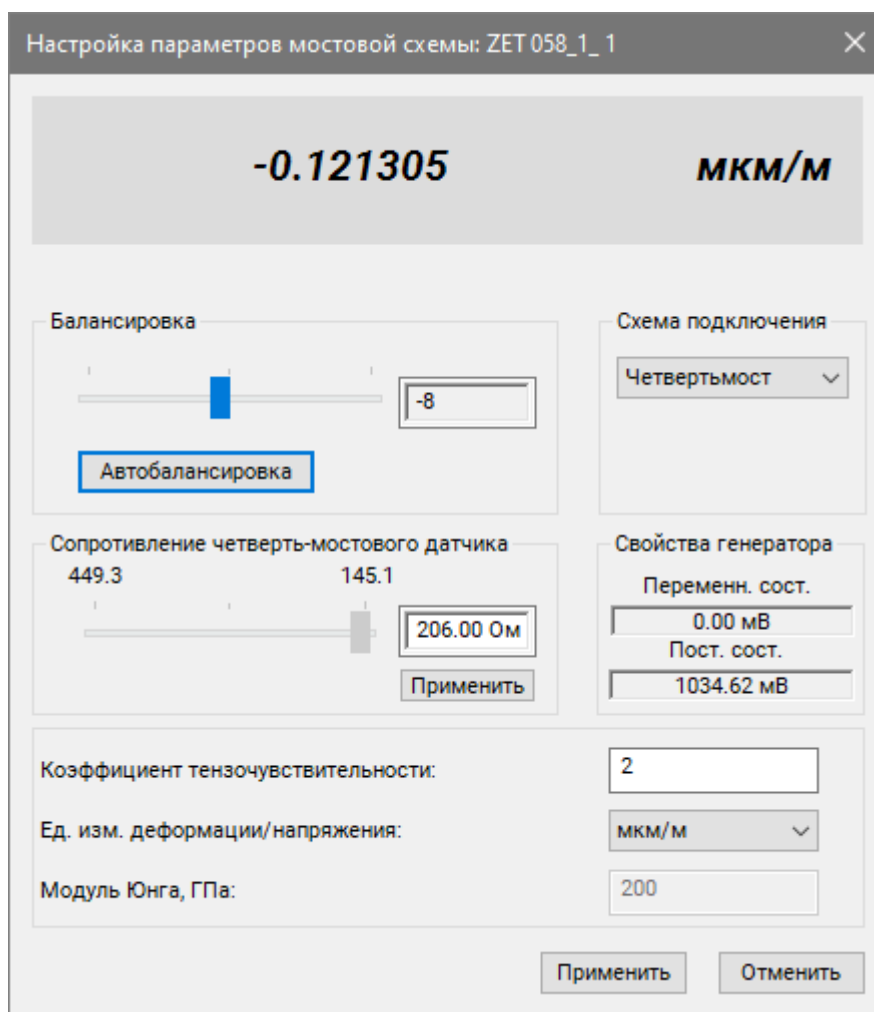 Настройка параметров мостовой схемы: ZET 058_1_ 1
-0.121305 мкм/м
Балансировка
-8
Автобалансировка
Схема подключения
Четвертьмост
Сопротивление четверть-мостового датчика
449.3 145.1
206.00 Ом
Применить
Свойства генератора
Переменн. сост.
0.00 мВ
Пост. сост.
1034.62 мВ
Коэффициент тензочувствительности: 2
Ед. изм. деформации/напряжения: мкм/м
Модуль Юнга, ГПа: 200
Применить Отменить